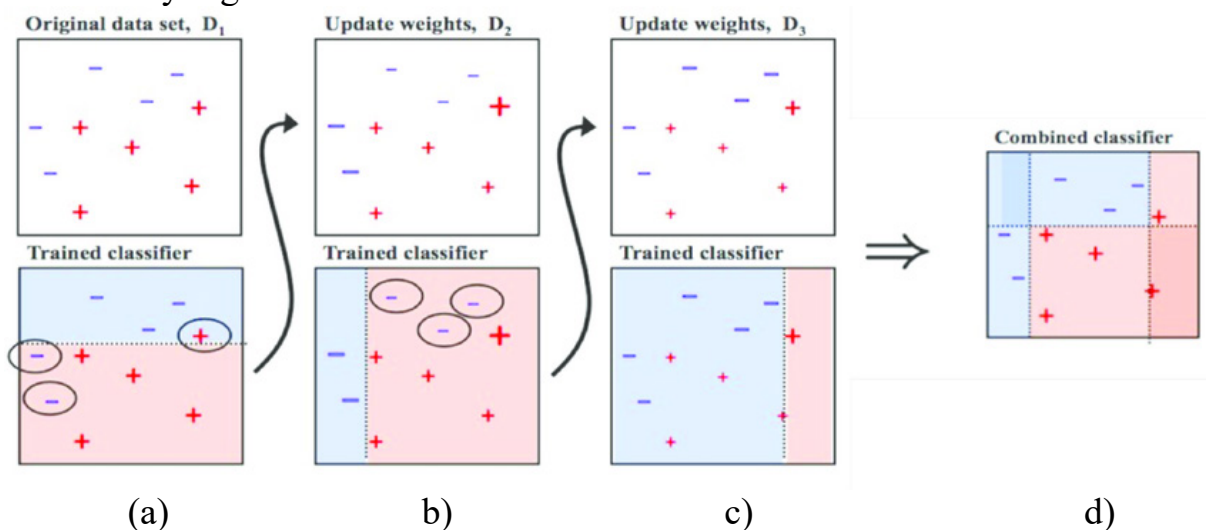 Original data set, D₁
Update weights, D₂
Update weights, D₃
Combined classifier
Trained classifier
Trained classifier
Trained classifier
(a)
b)
c)
d)